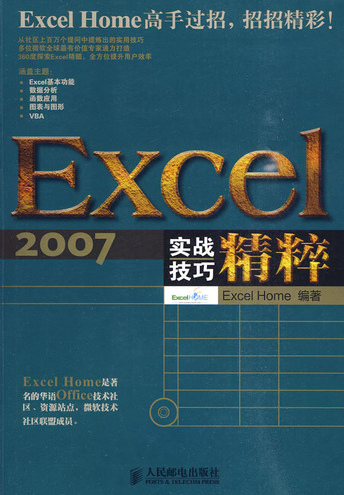 Excel Home高手过招，招招精彩！
从社区上百万个提问中提炼出的实用技巧
多位精软全球最有价值专家通力打造
360度探索Excel精髓，全方位提升用户效率
涵盖主题：
Excel基本功能
数据分析
函数应用
图表与图形
VBA
Excel
2007
实战
技巧
精粹
ExcelHOME
Excel Home 编著
Excel Home是著
名的华语Office技术社
区、资源站点，微软技术
社区联盟成员。
人民邮电出版社
POSTS & TELECOM PRESS